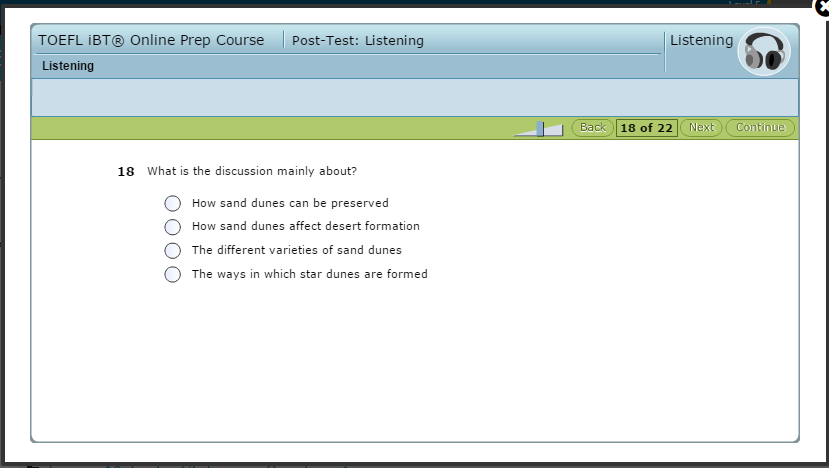 TOEFL iBT® Online Prep Course Post-Test: Listening Listening
Listening
Back 18 of 22 Next Continue
18 What is the discussion mainly about?
How sand dunes can be preserved
How sand dunes affect desert formation
The different varieties of sand dunes
The ways in which star dunes are formed